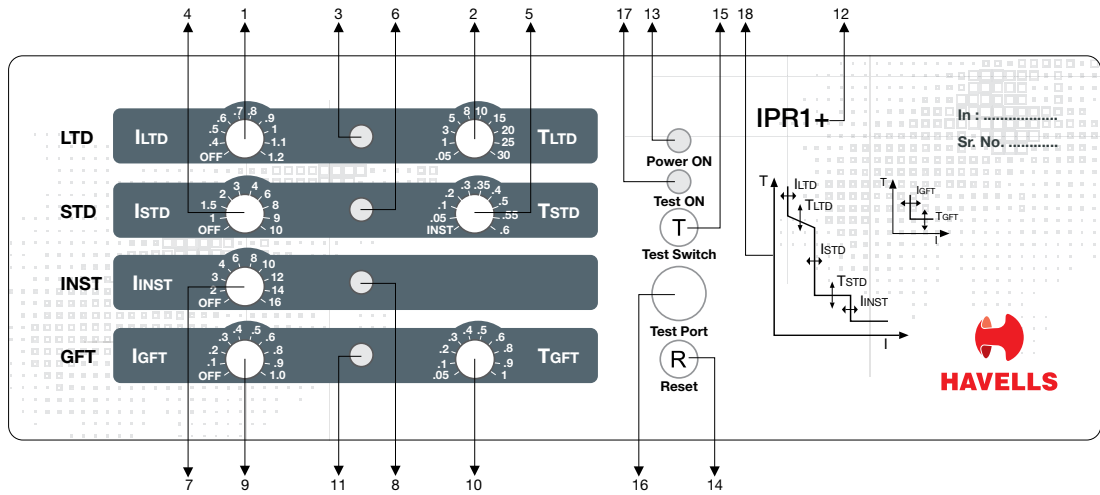 4 1 3 6 2 5 17 13 15 18 12
LTD
ILTD
OFF .4 .5 .6 .7 .8 .9 1 1.1 1.2
.05 1 3 5 8 10 15 20 25 30
TLTD
STD
ISTD
OFF 1 1.5 2 3 4 6 8 9 10
INST .05 .1 .2 .3 .35 .4 .5 .55 .6
TSTD
INST
IINST
OFF 2 3 4 6 8 10 12 14 16
GFT
IGFT
OFF .1 .2 .3 .4 .5 .6 .8 .9 1.0
.05 .1 .2 .3 .4 .5 .6 .8 .9 1
TGFT
Power ON
Test ON
T
Test Switch
Test Port
R
Reset
IPR1+
In : ..................
Sr. No. ............
T
ILTD
TLTD
ISTD
TSTD
IINST
I
T
IGFT
TGFT
I
HAVELLS
7 9 11 8 10 16 14